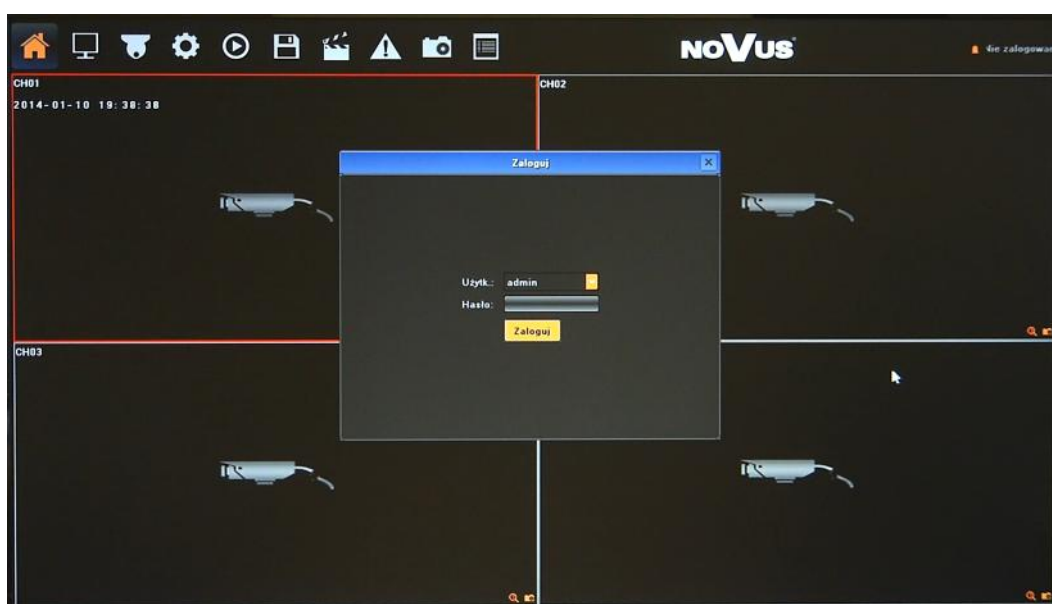 NOVUS
Nie zalogowan
CH01
CH02
2014-01-10 19:38:38
Zaloguj
Użytk.: admin
Hasło:
Zaloguj
CH03